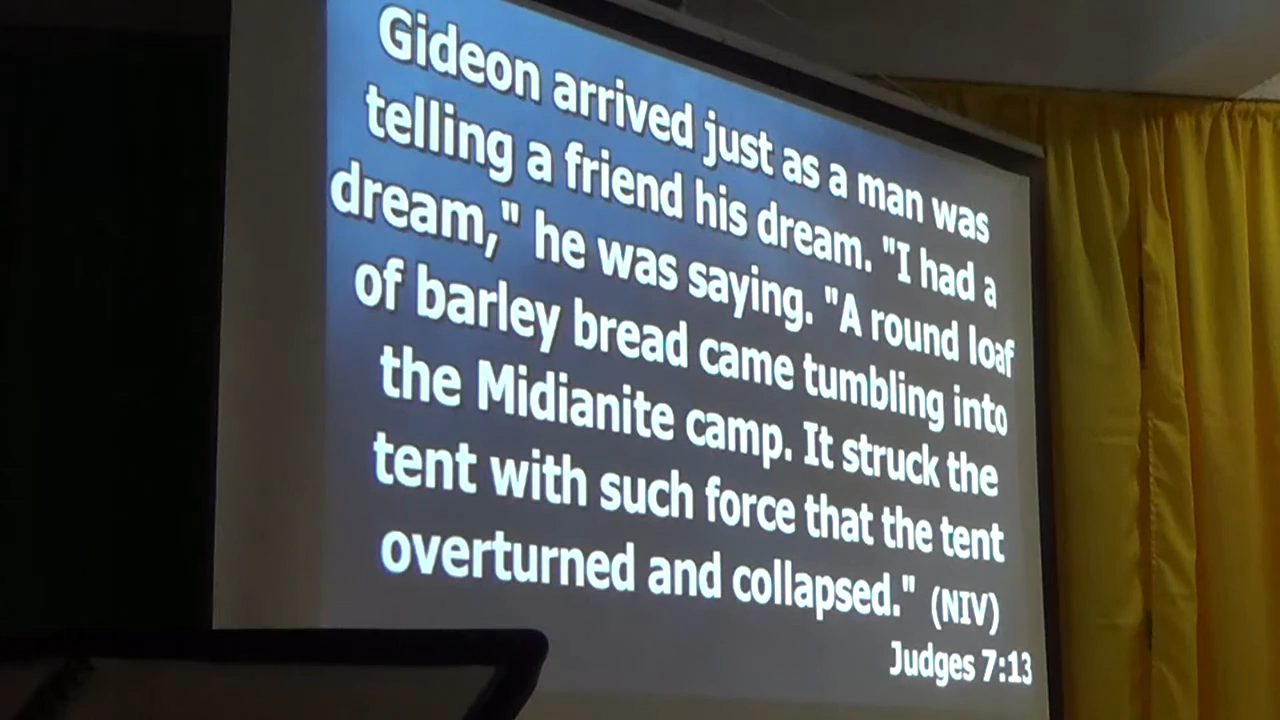 Gideon arrived just as a man was
telling a friend his dream. "I had a
dream," he was saying. "A round loaf
of barley bread came tumbling into
the Midianite camp. It struck the
tent with such force that the tent
overturned and collapsed." (NIV)
Judges 7:13